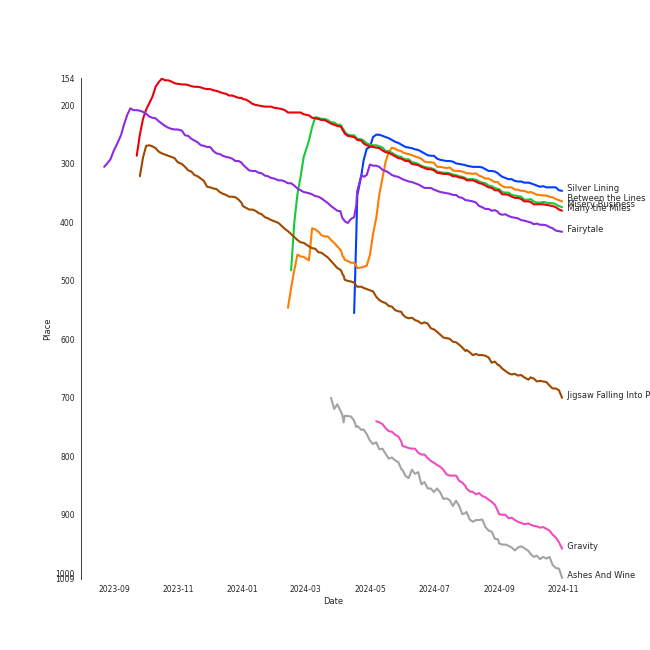 154
200
300
400
500
600
700
800
900
1000
1009
Place
2023-09
2023-11
2024-01
2024-03
2024-05
2024-07
2024-09
2024-11
Date
Silver Lining
Between the Lines
Misery Business
Many the Miles
Fairytale
Jigsaw Falling Into P
Gravity
Ashes And Wine